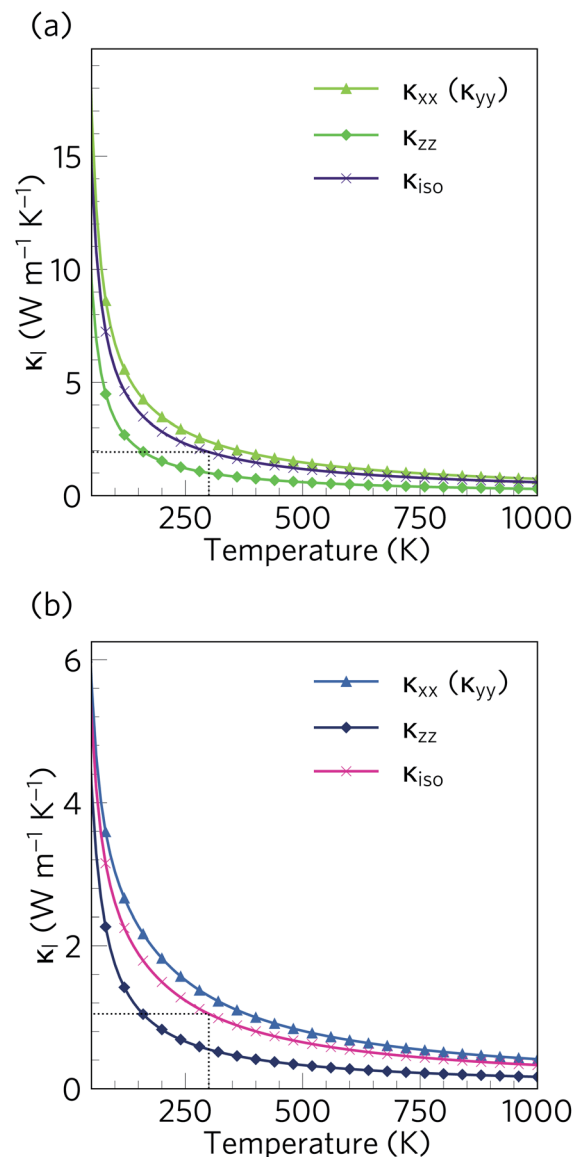 (a)
κₗ (W m⁻¹ K⁻¹)
15
10
5
0
κxx (κyy)
κzz
κiso
250 500 750 1000
Temperature (K)
(b)
κₗ (W m⁻¹ K⁻¹)
6
4
2
0
κxx (κyy)
κzz
κiso
250 500 750 1000
Temperature (K)